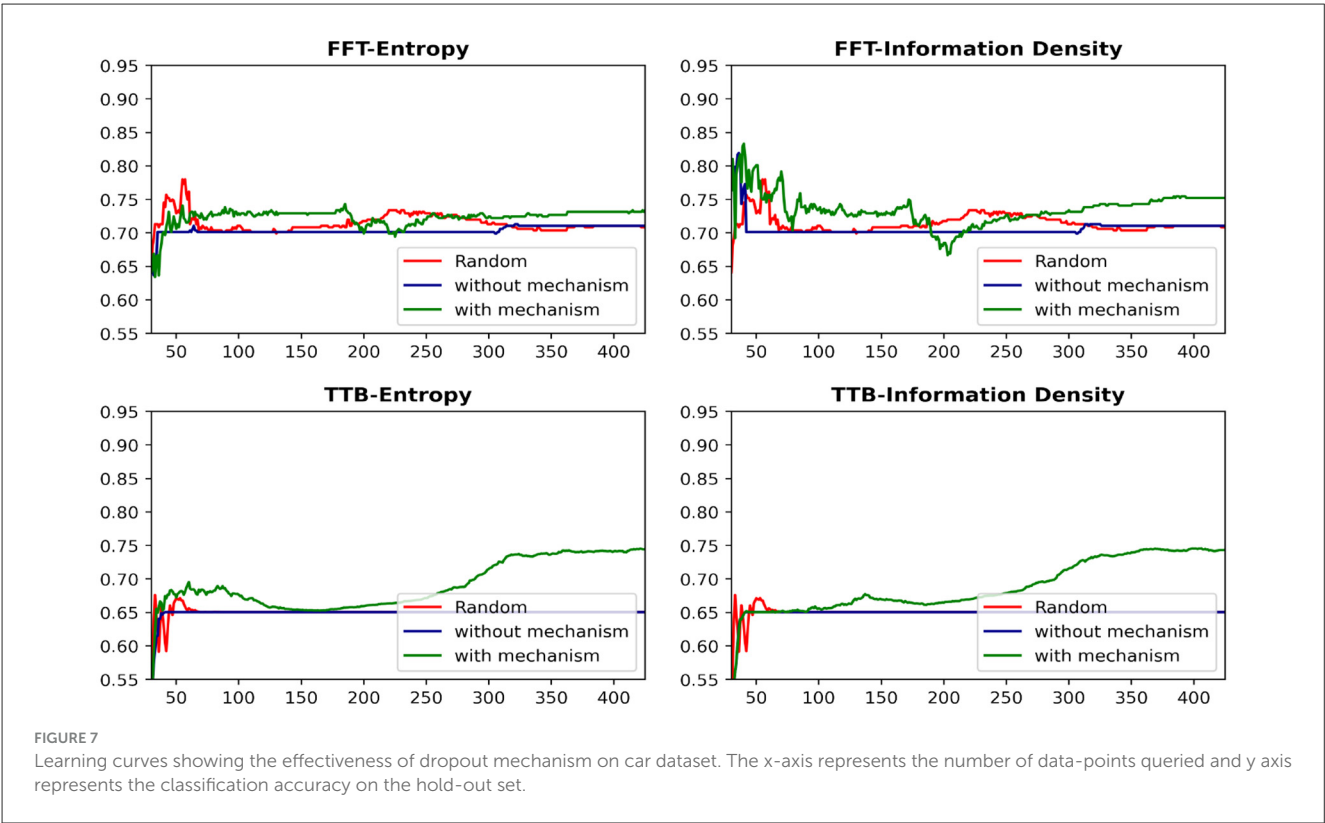 FFT-Entropy
0.95
0.90
0.85
0.80
0.75
0.70
0.65
0.60
0.55
Random
without mechanism
with mechanism
50 100 150 200 250 300 350 400
FFT-Information Density
0.95
0.90
0.85
0.80
0.75
0.70
0.65
0.60
0.55
Random
without mechanism
with mechanism
50 100 150 200 250 300 350 400
TTB-Entropy
0.95
0.90
0.85
0.80
0.75
0.70
0.65
0.60
0.55
Random
without mechanism
with mechanism
50 100 150 200 250 300 350 400
TTB-Information Density
0.95
0.90
0.85
0.80
0.75
0.70
0.65
0.60
0.55
Random
without mechanism
with mechanism
50 100 150 200 250 300 350 400
FIGURE 7
Learning curves showing the effectiveness of dropout mechanism on car dataset. The x-axis represents the number of data-points queried and y axis
represents the classification accuracy on the hold-out set.